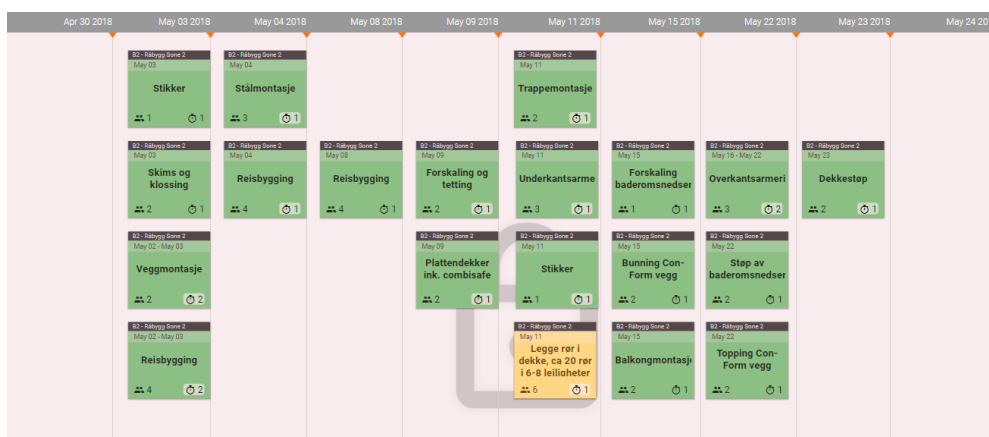 Apr 30 2018 May 03 2018 May 04 2018 May 08 2018 May 09 2018 May 11 2018 May 15 2018 May 22 2018 May 23 2018 May 24 20
B2 - Råbygg Sone 2
May 03
Stikker
1 1
B2 - Råbygg Sone 2
May 04
Stålmontasje
3 1
B2 - Råbygg Sone 2
May 11
Trappemontasje
2 1
B2 - Råbygg Sone 2
May 03
Skims og
klossing
2 1
B2 - Råbygg Sone 2
May 04
Reisbygging
4 1
B2 - Råbygg Sone 2
May 08
Reisbygging
4 1
B2 - Råbygg Sone 2
May 09
Forskaling og
tetting
2 1
B2 - Råbygg Sone 2
May 11
Underkantsarme
3 1
B2 - Råbygg Sone 2
May 15
Forskaling
baderomsnedser
1 1
B2 - Råbygg Sone 2
May 16 - May 22
Overkantsarmeri
3 2
B2 - Råbygg Sone 2
May 23
Dekkestøp
2 1
B2 - Råbygg Sone 2
May 02 - May 03
Veggmontasje
2 2
B2 - Råbygg Sone 2
May 09
Plattendekker
ink. combisafe
2 1
B2 - Råbygg Sone 2
May 11
Stikker
1 1
B2 - Råbygg Sone 2
May 15
Bunning Con-
Form vegg
2 1
B2 - Råbygg Sone 2
May 22
Støp av
baderomsnedser
2 1
B2 - Råbygg Sone 2
May 02 - May 03
Reisbygging
4 2
B2 - Råbygg Sone 2
May 11
Legge rør i
dekke, ca 20 rør
i 6-8 leiligheter
6 1
B2 - Råbygg Sone 2
May 15
Balkongmontasj
2 1
B2 - Råbygg Sone 2
May 22
Topping Con-
Form vegg
2 1